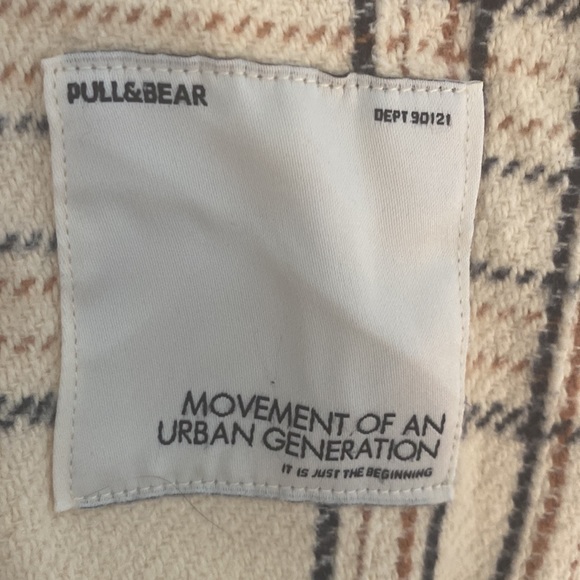 PULL&BEAR
DEPT 90121
MOVEMENT OF AN
URBAN GENERATION
IT IS JUST THE BEGINNING